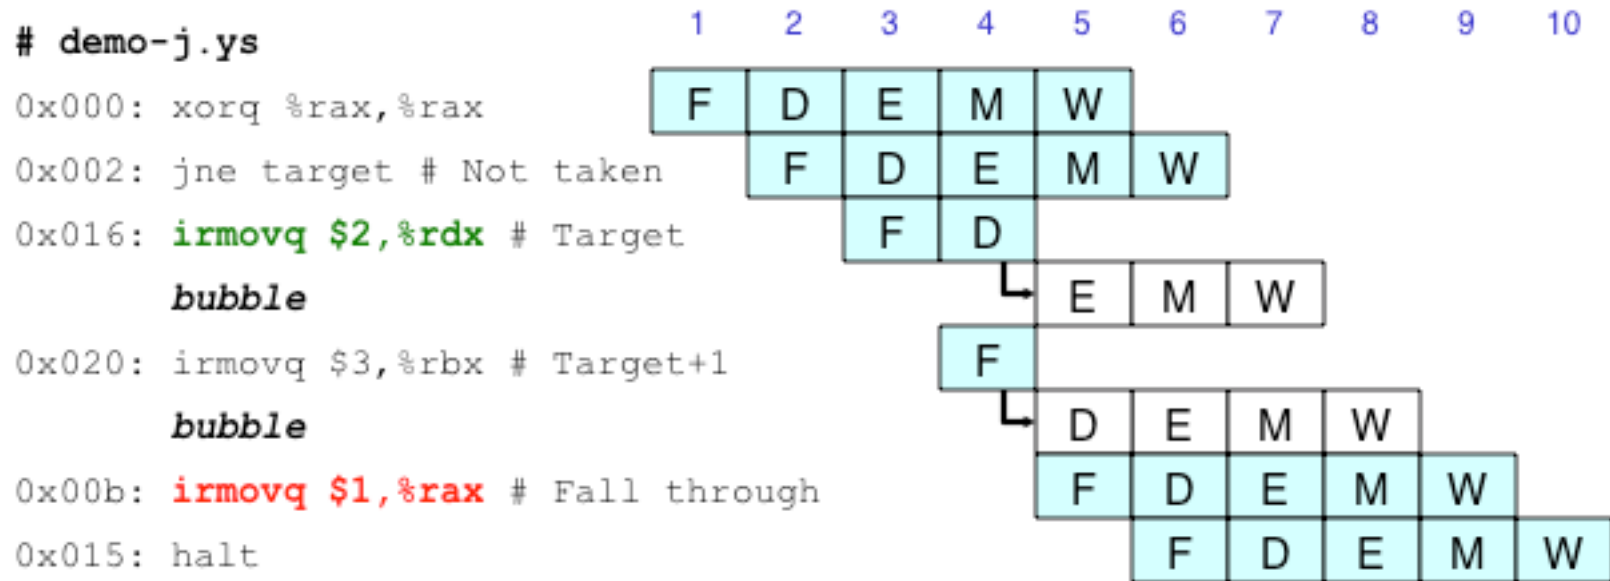 1 2 3 4 5 6 7 8 9 10
# demo-j.ys
0x000: xorq %rax,%rax F D E M W
0x002: jne target # Not taken F D E M W
0x016: irmovq $2,%rdx # Target F D
bubble E M W
0x020: irmovq $3,%rbx # Target+1 F
bubble D E M W
0x00b: irmovq $1,%rax # Fall through F D E M W
0x015: halt F D E M W